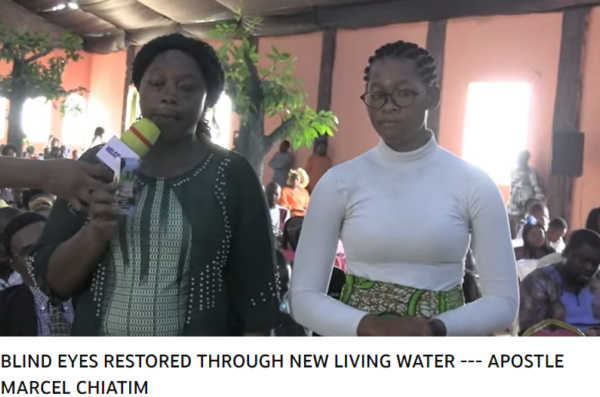 BLIND EYES RESTORED THROUGH NEW LIVING WATER --- APOSTLE
MARCEL CHIATIM